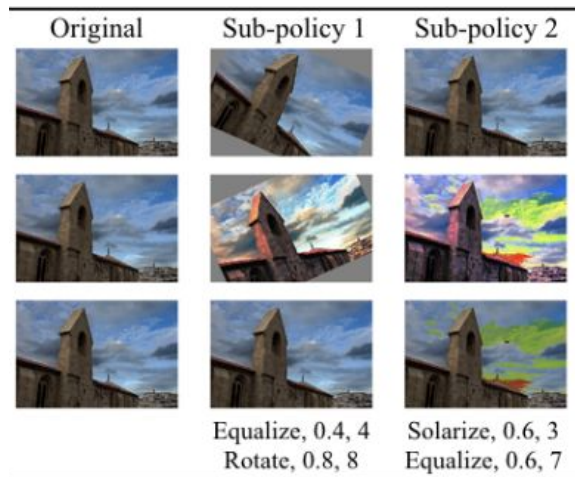 Original Sub-policy 1 Sub-policy 2
Equalize, 0.4, 4 Solarize, 0.6, 3
Rotate, 0.8, 8 Equalize, 0.6, 7